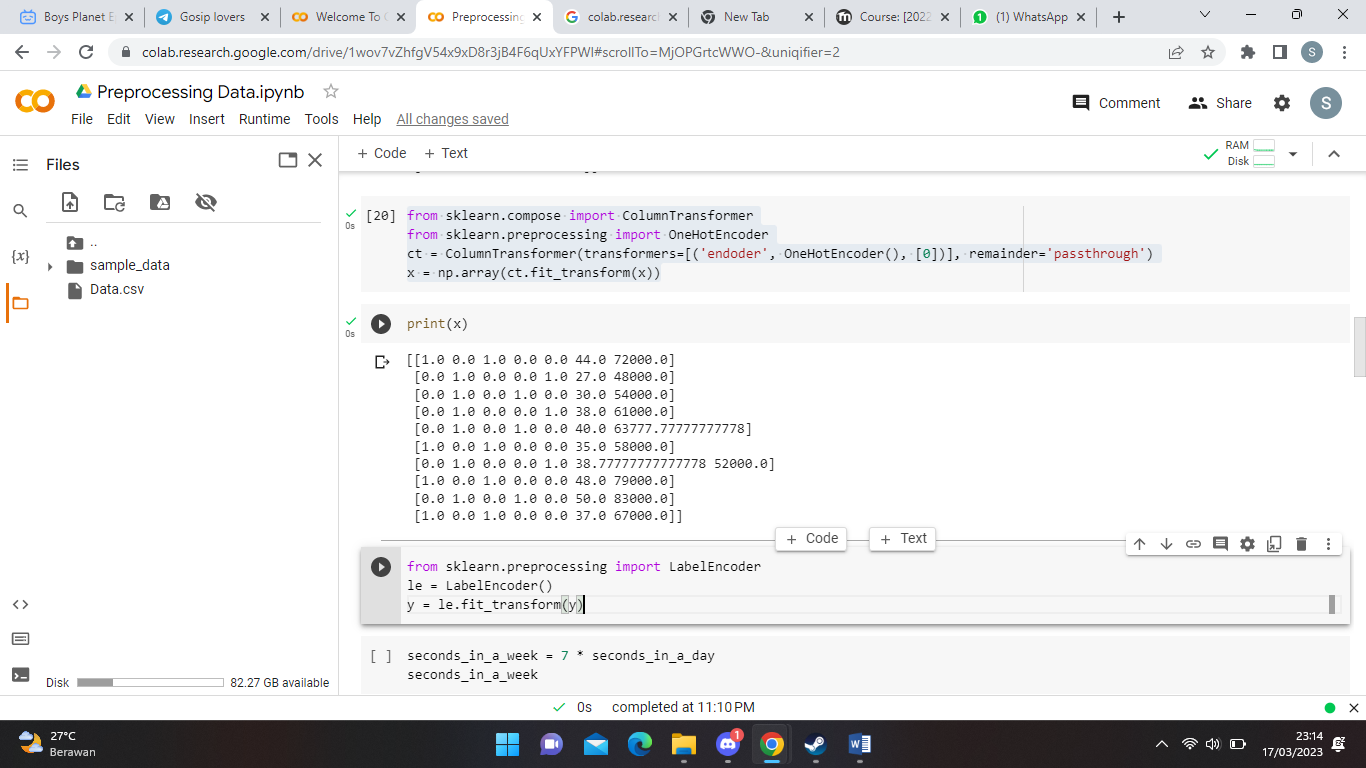 Boys Planet E
Gosip lovers
Welcome To C
Preprocessing
colab.research
New Tab
Course: [2022
(1) WhatsApp
colab.research.google.com/drive/1wov7vZhfgV54x9xD8r3jB4F6qUxYFPWl#scrollTo=MjOPGrtcWWO-&uniqifier=2
S
Preprocessing Data.ipynb
File Edit View Insert Runtime Tools Help All changes saved
Comment
Share
S
Files
+ Code + Text
RAM
Disk
..
sample_data
Data.csv
{x}
0s
[20] from sklearn.compose import ColumnTransformer
from sklearn.preprocessing import OneHotEncoder
ct = ColumnTransformer(transformers=[('endoder', OneHotEncoder(), [0])], remainder='passthrough')
x = np.array(ct.fit_transform(x))
0s
print(x)
[[1.0 0.0 1.0 0.0 0.0 44.0 72000.0]
[0.0 1.0 0.0 0.0 1.0 27.0 48000.0]
[0.0 1.0 0.0 1.0 0.0 30.0 54000.0]
[0.0 1.0 0.0 0.0 1.0 38.0 61000.0]
[0.0 1.0 0.0 1.0 0.0 40.0 63777.77777777778]
[1.0 0.0 1.0 0.0 0.0 35.0 58000.0]
[0.0 1.0 0.0 0.0 1.0 38.77777777777778 52000.0]
[1.0 0.0 1.0 0.0 0.0 48.0 79000.0]
[0.0 1.0 0.0 1.0 0.0 50.0 83000.0]
[1.0 0.0 1.0 0.0 0.0 37.0 67000.0]]
+ Code + Text
from sklearn.preprocessing import LabelEncoder
le = LabelEncoder()
y = le.fit_transform(y)
[ ] seconds_in_a_week = 7 * seconds_in_a_day
seconds_in_a_week
Disk 82.27 GB available
0s completed at 11:10 PM
27°C
Berawan
1
23:14
17/03/2023